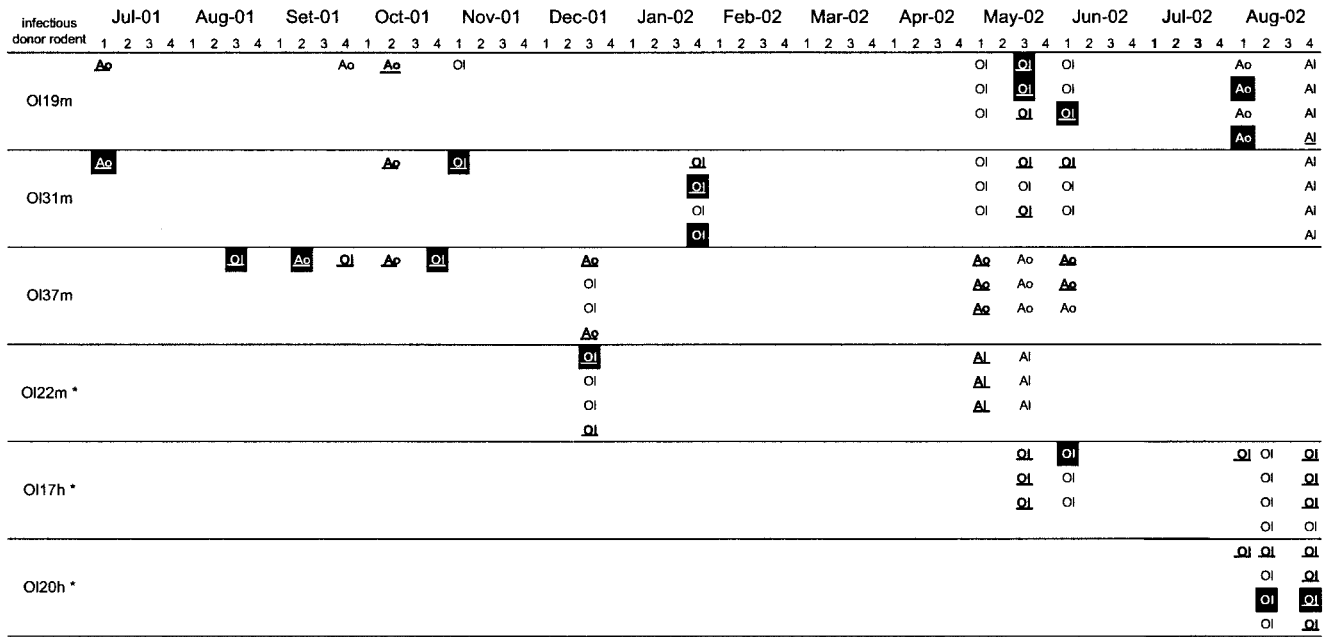 infectious donor rodent Jul-01 Aug-01 Set-01 Oct-01 Nov-01 Dec-01 Jan-02 Feb-02 Mar-02 Apr-02 May-02 Jun-02 Jul-02 Aug-02
1 2 3 4 1 2 3 4 1 2 3 4 1 2 3 4 1 2 3 4 1 2 3 4 1 2 3 4 1 2 3 4 1 2 3 4 1 2 3 4 1 2 3 4 1 2 3 4 1 2 3 4 1 2 3 4
Ao Ao Ao Ol Ol Ol Ol Ao Al
Ol19m Ol Ol Ol Ao Al
Ol Ol Ol Ao Al
Ao Al
Ao Ao Ol Ol Ol Ol Ol Al
Ol31m Ol Ol Ol Ol Al
Ol Ol Ol Ol Al
Ol Al
Ol Ao Ol Ao Ol Ao Ao Ao Ao
Ol37m Ol Ao Ao Ao
Ol Ao Ao Ao
Ao
Ol Al Al
Ol22m * Ol Al Al
Ol Al Al
Ol
Ol Ol Ol Ol Ol
Ol17h * Ol Ol Ol Ol
Ol Ol Ol Ol
Ol Ol
Ol Ol Ol
Ol20h * Ol Ol
Ol Ol
Ol Ol